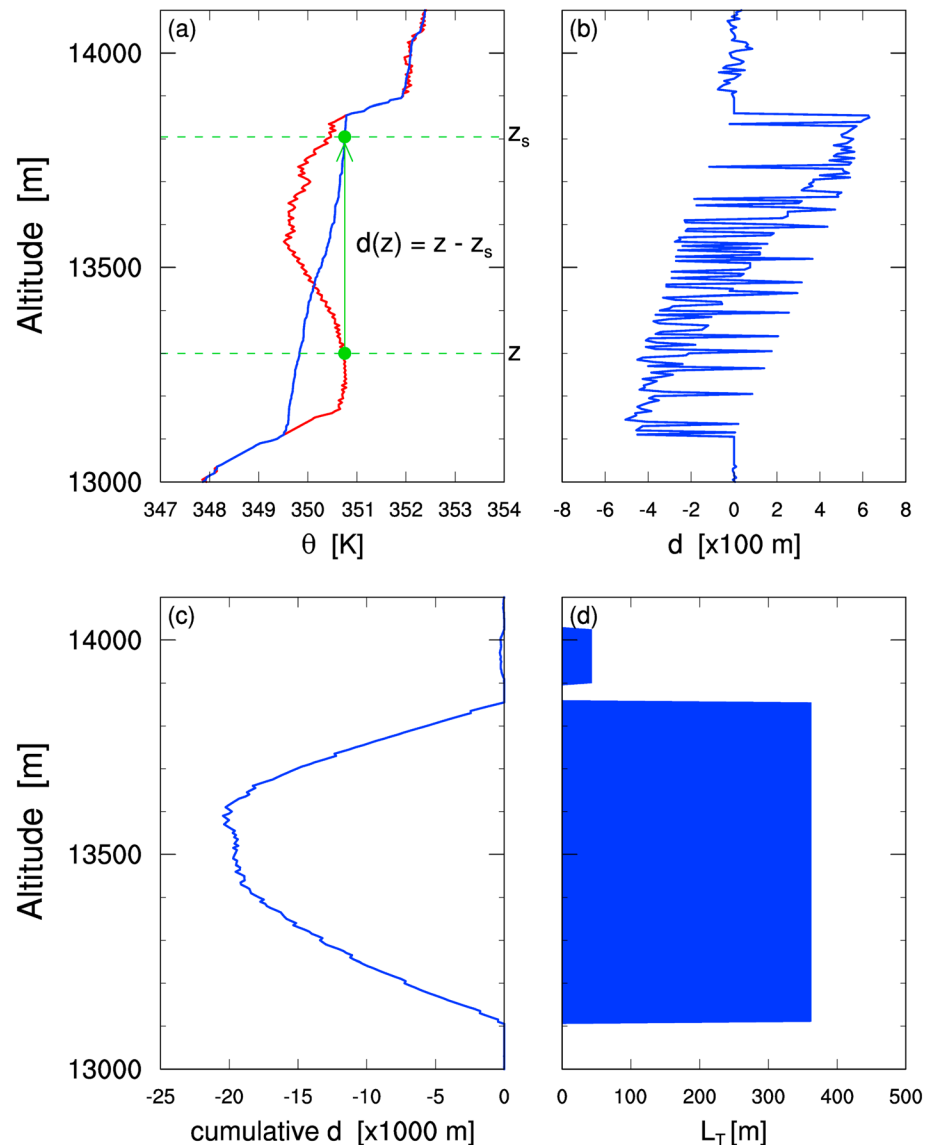 (a)
(b)
14000
13500
13000
Altitude [m]
z_s
d(z) = z - z_s
z
347 348 349 350 351 352 353 354
θ [K]
-8 -6 -4 -2 0 2 4 6 8
d [x100 m]
(c)
(d)
14000
13500
13000
Altitude [m]
-25 -20 -15 -10 -5 0
cumulative d [x1000 m]
0 100 200 300 400 500
L_T [m]